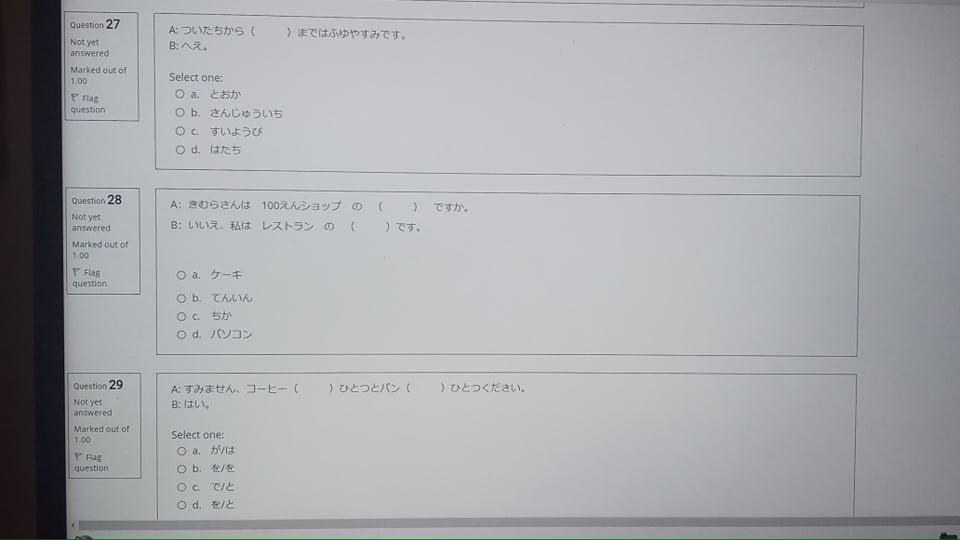 Question 27
Not yet
answered
Marked out of
1.00
Flag
question
A: ついたちから（　　）まではふゆやすみです。
B: へえ。
Select one:
a. とおか
b. さんじゅういち
c. すいようび
d. はたち
Question 28
Not yet
answered
Marked out of
1.00
Flag
question
A: きむらさんは　100えんショップ　の　（　　）　ですか。
B: いいえ、私は　レストラン　の　（　　）です。
a. ケーキ
b. てんいん
c. ちか
d. パソコン
Question 29
Not yet
answered
Marked out of
1.00
Flag
question
A: すみません、コーヒー（　　）ひとつとパン（　　）ひとつください。
B: はい。
Select one:
a. が/は
b. を/を
c. で/と
d. を/と